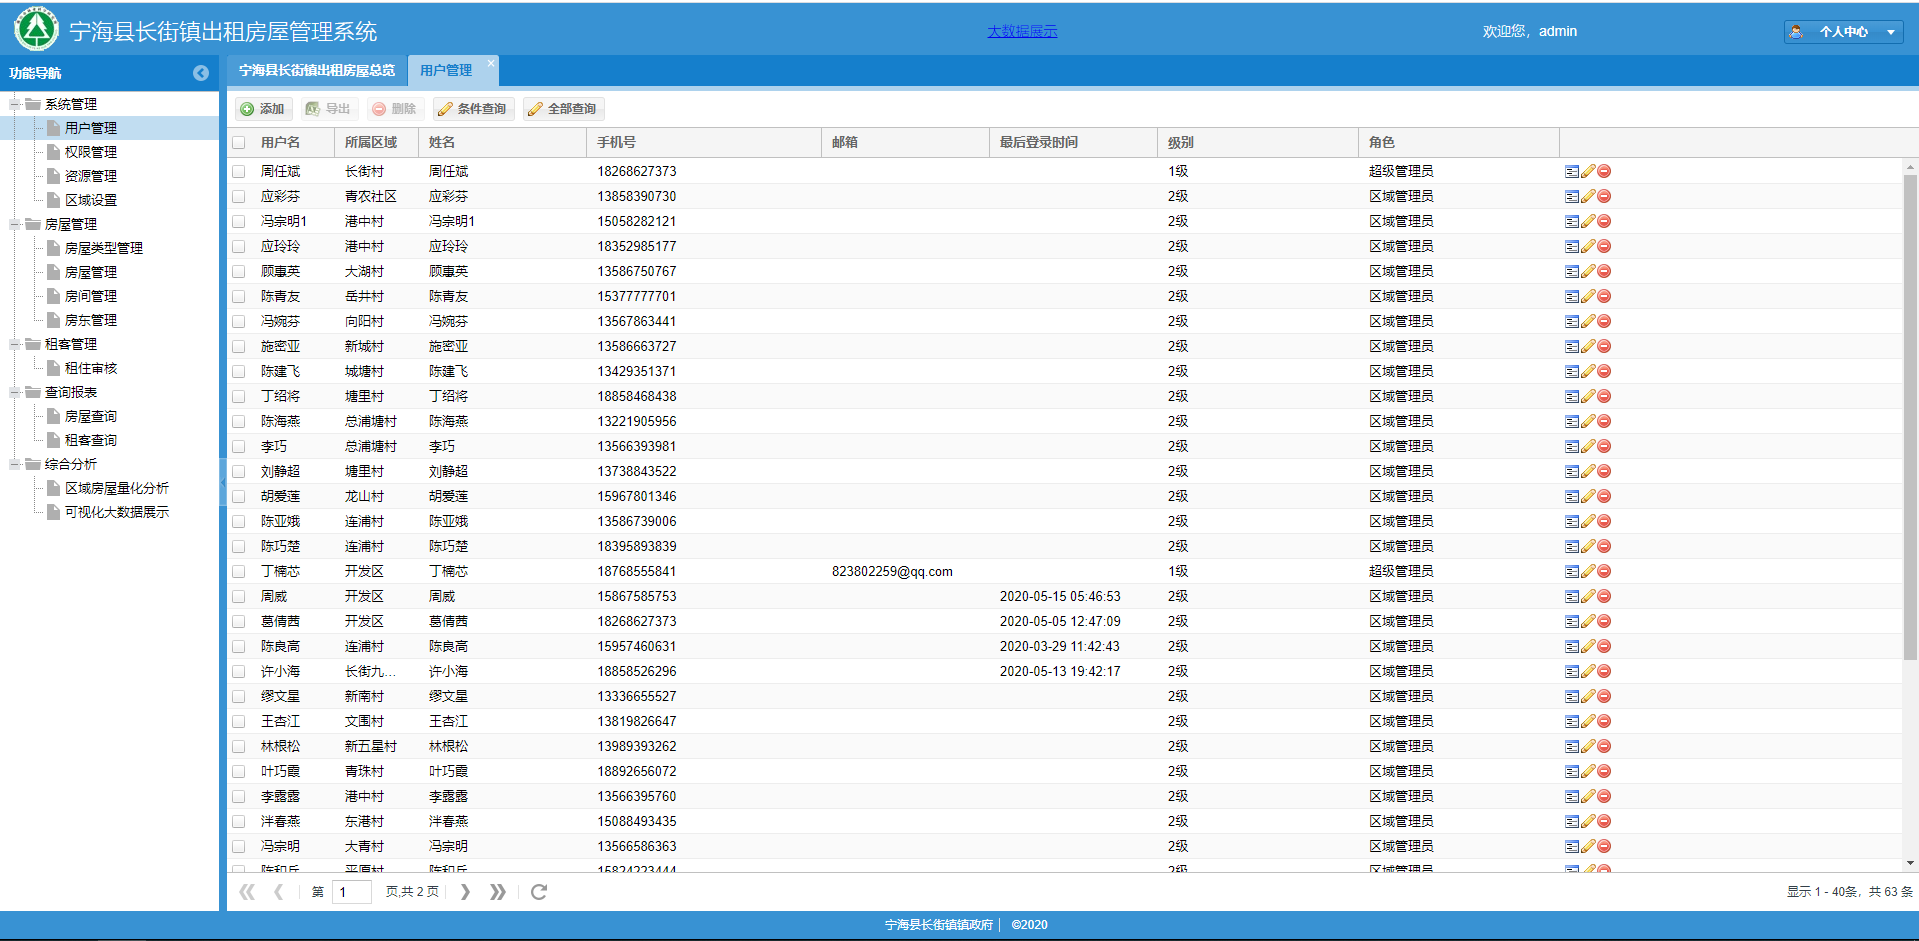 宁海县长街镇出租房屋管理系统
大数据展示
欢迎您，admin
个人中心
功能导航
宁海县长街镇出租房屋总览
用户管理
系统管理
用户管理
权限管理
资源管理
区域设置
房屋管理
房屋类型管理
房屋管理
房间管理
房东管理
租客管理
租住审核
查询报表
房屋查询
租客查询
综合分析
区域房屋量化分析
可视化大数据展示
添加 导出 删除 条件查询 全部查询
用户名 所属区域 姓名 手机号 邮箱 最后登录时间 级别 角色
周任斌 长街村 周任斌 18268627373 1级 超级管理员
应彩芬 青农社区 应彩芬 13858390730 2级 区域管理员
冯宗明1 港中村 冯宗明1 15058282121 2级 区域管理员
应玲玲 港中村 应玲玲 18352985177 2级 区域管理员
顾惠英 大湖村 顾惠英 13586750767 2级 区域管理员
陈青友 岳井村 陈青友 15377777701 2级 区域管理员
冯婉芬 向阳村 冯婉芬 13567863441 2级 区域管理员
施密亚 新城村 施密亚 13586663727 2级 区域管理员
陈建飞 城塘村 陈建飞 13429351371 2级 区域管理员
丁绍将 塘里村 丁绍将 18858468438 2级 区域管理员
陈海燕 总浦塘村 陈海燕 13221905956 2级 区域管理员
李巧 总浦塘村 李巧 13566393981 2级 区域管理员
刘静超 塘里村 刘静超 13738843522 2级 区域管理员
胡爱莲 龙山村 胡爱莲 15967801346 2级 区域管理员
陈亚娥 连浦村 陈亚娥 13586739006 2级 区域管理员
陈巧楚 连浦村 陈巧楚 18395893839 2级 区域管理员
丁楠芯 开发区 丁楠芯 18768555841 823802259@qq.com 1级 超级管理员
周威 开发区 周威 15867585753 2020-05-15 05:46:53 2级 区域管理员
葛倩茜 开发区 葛倩茜 18268627373 2020-05-05 12:47:09 2级 区域管理员
陈良高 连浦村 陈良高 15957460631 2020-03-29 11:42:43 2级 区域管理员
许小海 长街九... 许小海 18858526296 2020-05-13 19:42:17 2级 区域管理员
缪文星 新南村 缪文星 13336655527 2级 区域管理员
王杏江 文围村 王杏江 13819826647 2级 区域管理员
林根松 新五星村 林根松 13989393262 2级 区域管理员
叶巧霞 青珠村 叶巧霞 18892656072 2级 区域管理员
李露露 港中村 李露露 13566395760 2级 区域管理员
泮春燕 东港村 泮春燕 15088493435 2级 区域管理员
冯宗明 大青村 冯宗明 13566586363 2级 区域管理员
陈和兵 平原村 陈和兵 15824223444 2级 区域管理员
第 1 页,共 2 页
显示 1 - 40条，共 63 条
宁海县长街镇镇政府 | ©2020